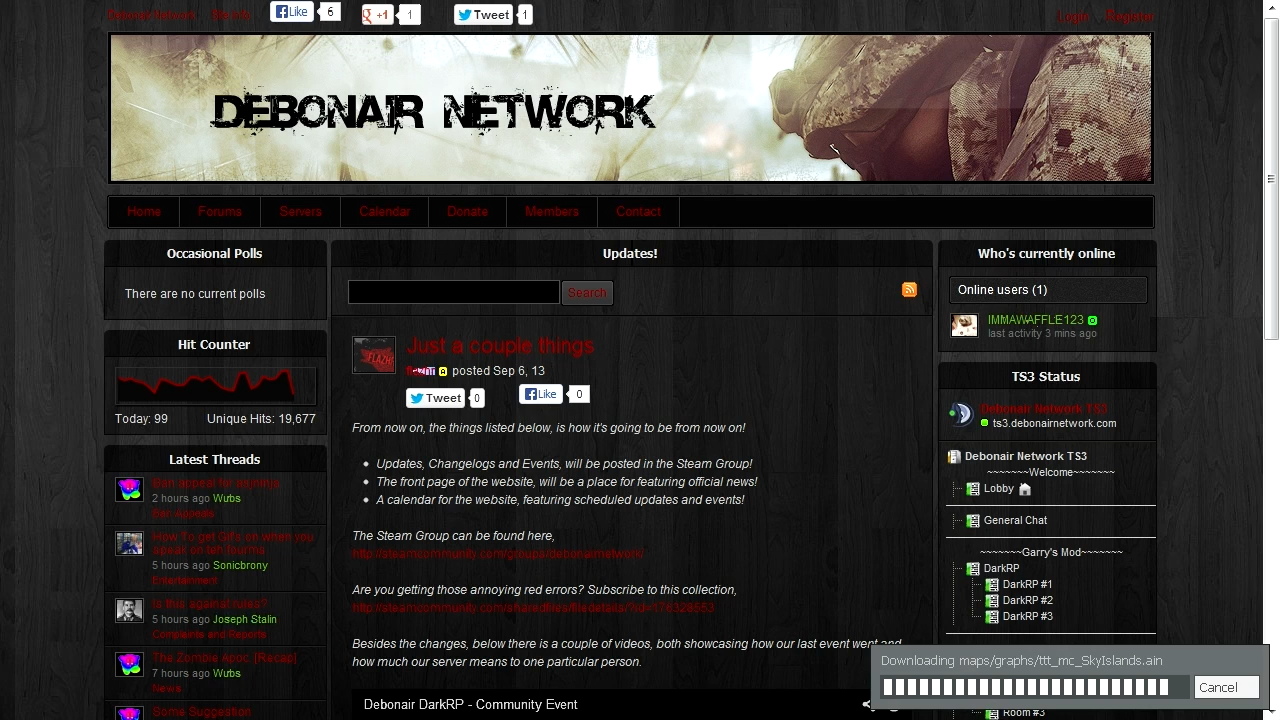 Like 6
+1 1
Tweet 1
Login Register
DEBONAIR NETWORK
Home Forums Servers Calendar Donate Members Contact
Occasional Polls
There are no current polls
Hit Counter
Today: 99 Unique Hits: 19,677
Latest Threads
2 hours ago Wurbs
Ban Appeals
How To get Gifs on when you
speak on teh fourms
5 hours ago Sonicbrony
Entertainment
Is this against rules?
5 hours ago Joseph Stalin
Complaints and Reports
The Zombie Apoc. [Recap]
7 hours ago Wurbs
News
Some Suggestion
Updates!
Search
Just a couple things
posted Sep 6, 13
Tweet 0
Like 0
From now on, the things listed below, is how it's going to be from now on!
Updates, Changelogs and Events, will be posted in the Steam Group!
The front page of the website, will be a place for featuring official news!
A calendar for the website, featuring scheduled updates and events!
The Steam Group can be found here,
http://steamcommunity.com/groups/debonairnetwork/
Are you getting those annoying red errors? Subscribe to this collection,
http://steamcommunity.com/sharedfiles/filedetails/?id=176328553
Besides the changes, below there is a couple of videos, both showcasing how our last event went and
how much our server means to one particular person.
Debonair DarkRP - Community Event
Who's currently online
Online users (1)
IMMAWAFFLE123
last activity 3 mins ago
TS3 Status
Debonair Network TS3
ts3.debonairnetwork.com
Debonair Network TS3
~~~~~~~Welcome~~~~~~~
Lobby
General Chat
~~~~~~~Garry's Mod~~~~~~~
DarkRP
DarkRP #1
DarkRP #2
DarkRP #3
Room #3
Downloading maps/graphs/ttt_mc_SkyIslands.ain
Cancel